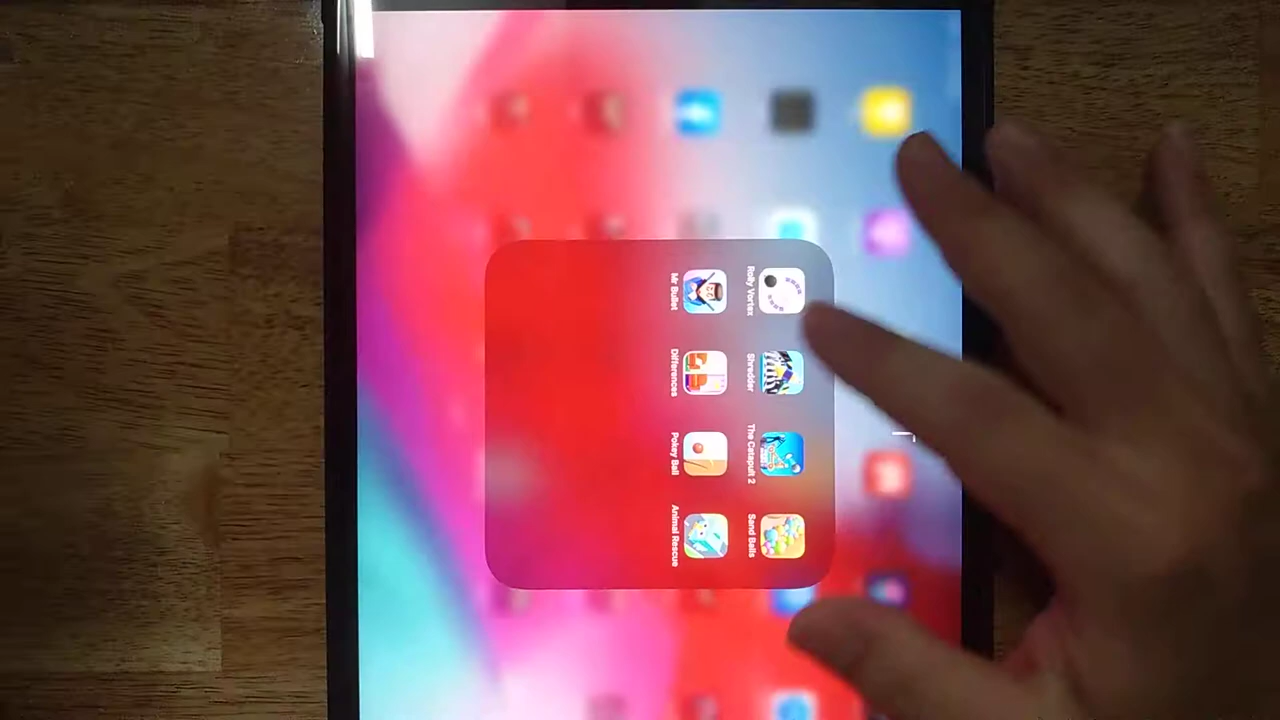 Rolly Vortex
Shredder
The Catapult 2
Sand Balls
Mr Bullet
Differences
Pokey Ball
Animal Rescue